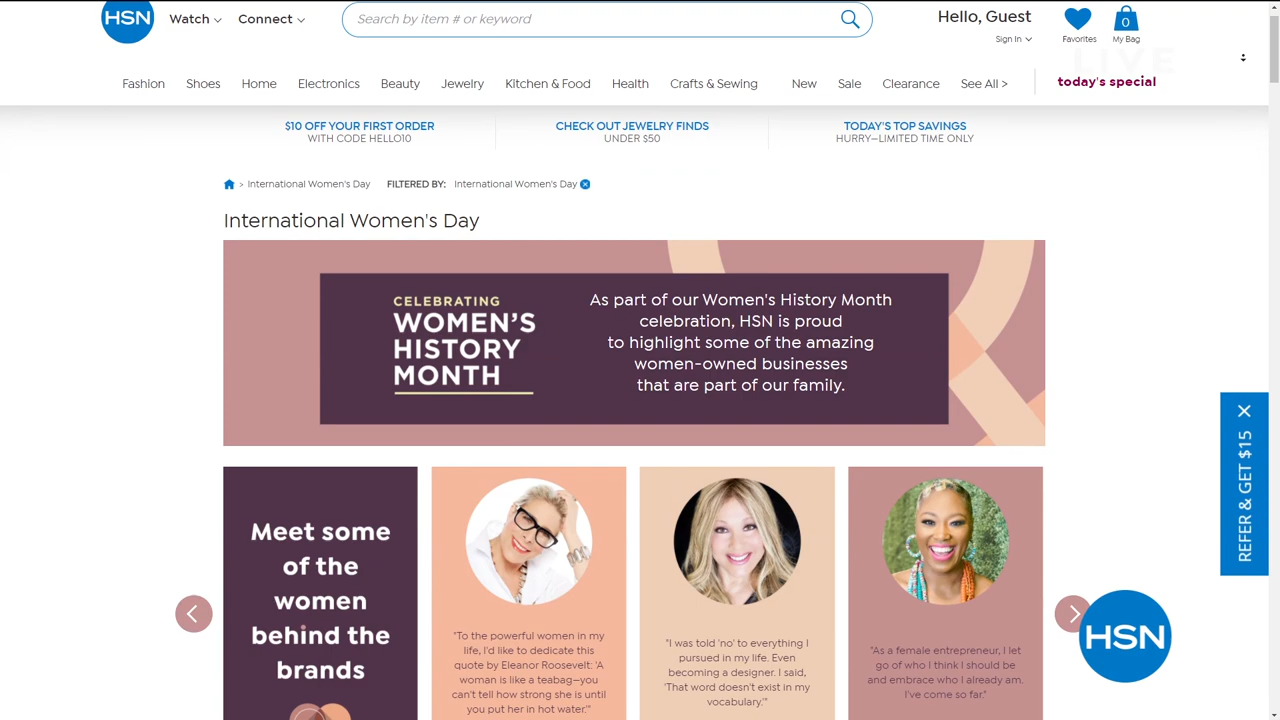 HSN
Watch
Connect
Search by item # or keyword
Hello, Guest
Sign In
Favorites
0
My Bag
LIVE
Fashion
Shoes
Home
Electronics
Beauty
Jewelry
Kitchen & Food
Health
Crafts & Sewing
New
Sale
Clearance
See All >
today's special
$10 OFF YOUR FIRST ORDER
WITH CODE HELLO10
CHECK OUT JEWELRY FINDS
UNDER $50
TODAY'S TOP SAVINGS
HURRY—LIMITED TIME ONLY
> International Women's Day
FILTERED BY: International Women's Day
International Women's Day
CELEBRATING
WOMEN'S
HISTORY
MONTH
As part of our Women's History Month
celebration, HSN is proud
to highlight some of the amazing
women-owned businesses
that are part of our family.
Meet some
of the
women
behind the
brands
"To the powerful women in my
life, I'd like to dedicate this
quote by Eleanor Roosevelt: 'A
woman is like a teabag—you
can't tell how strong she is until
you put her in hot water.'"
"I was told 'no' to everything I
pursued in my life. Even
becoming a designer. I said,
'That word doesn't exist in my
vocabulary.'"
"As a female entrepreneur, I let
go of who I think I should be
and embrace who I already am.
I've come so far."
REFER & GET $15
HSN